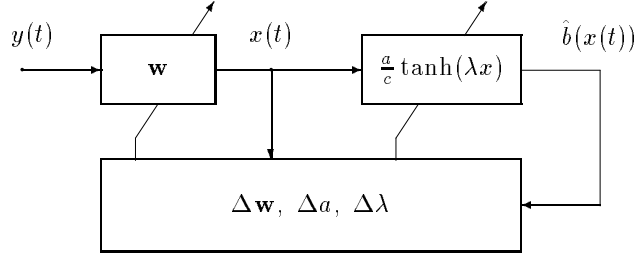 y(t) x(t) b̂(x(t))
w a/c tanh(λx)
Δw, Δa, Δλ